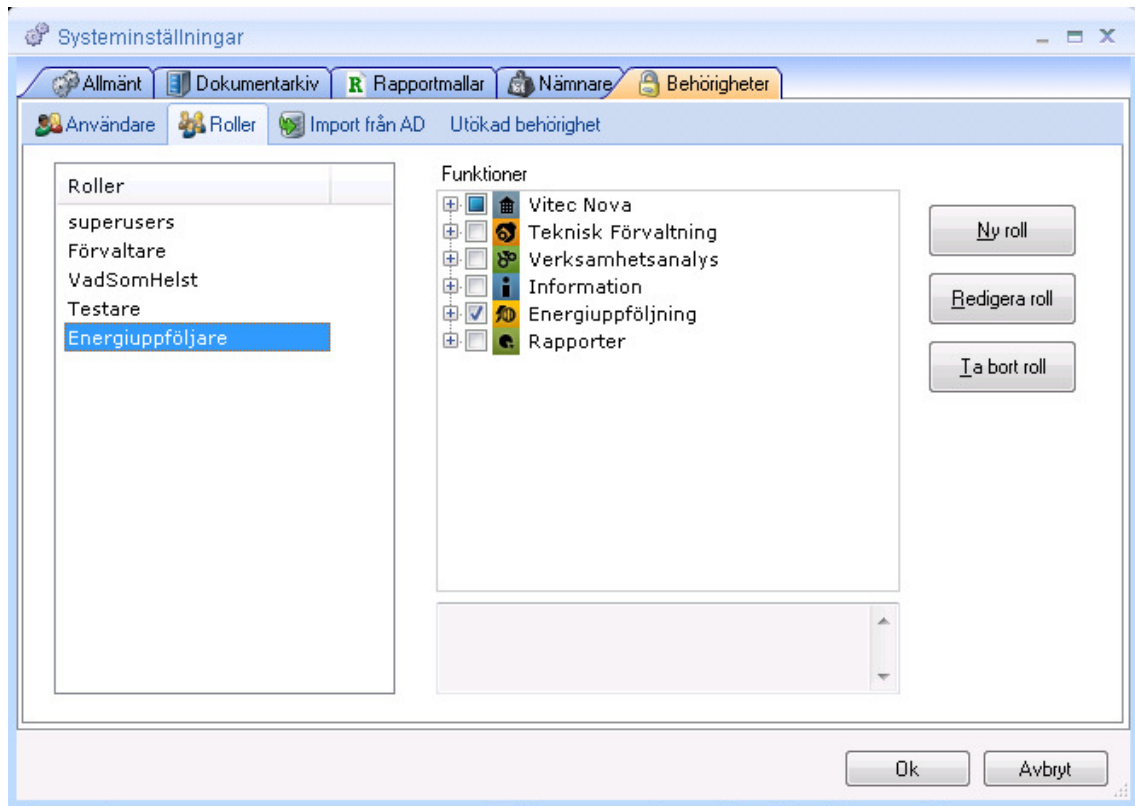 Systeminställningar
Allmänt Dokumentarkiv R Rapportmallar Nämnare Behörigheter
Användare Roller Import från AD Utökad behörighet
Roller
superusers
Förvaltare
VadSomHelst
Testare
Energiuppföljare
Funktioner
Vitec Nova
Teknisk Förvaltning
Verksamhetsanalys
Information
Energiuppföljning
Rapporter
Ny roll
Redigera roll
Ta bort roll
Ok Avbryt